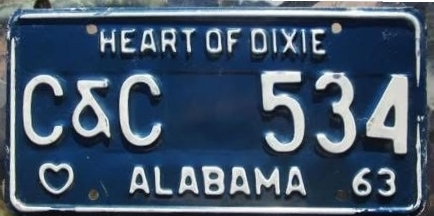 HEART OF DIXIE
C&C 534
ALABAMA 63